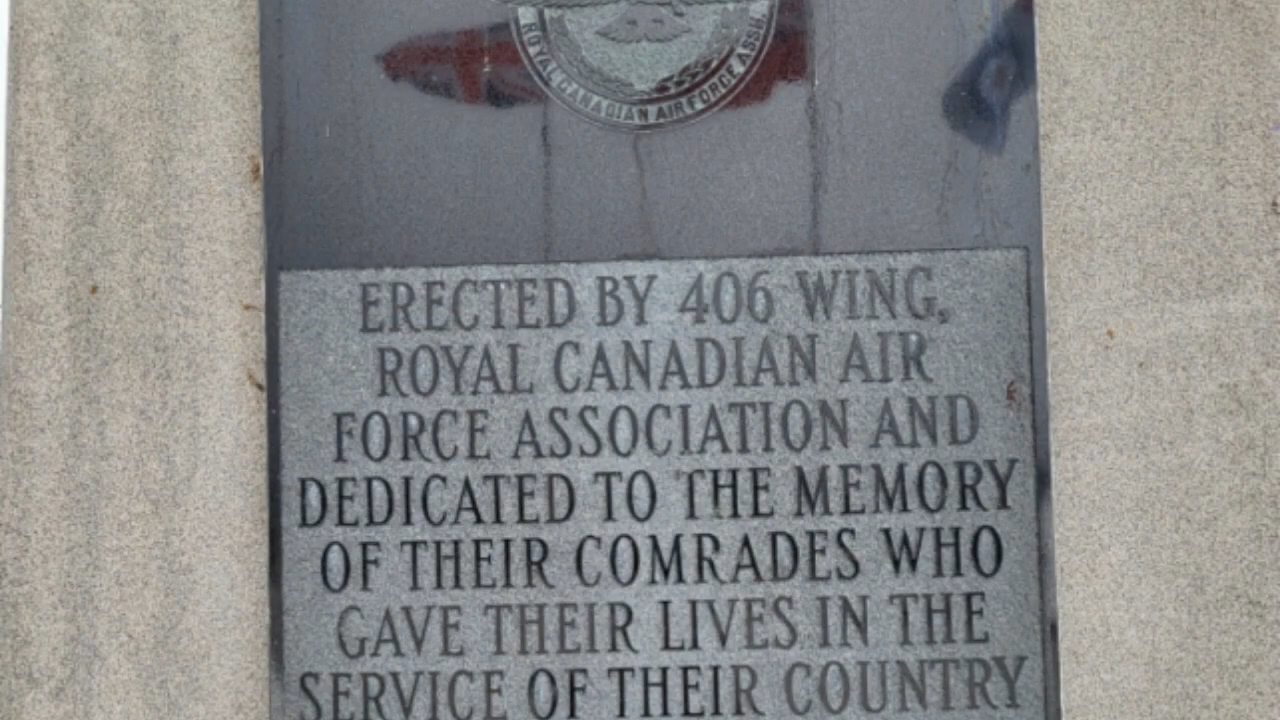 ROYAL CANADIAN AIR FORCE ASSN.
ERECTED BY 406 WING,
ROYAL CANADIAN AIR
FORCE ASSOCIATION AND
DEDICATED TO THE MEMORY
OF THEIR COMRADES WHO
GAVE THEIR LIVES IN THE
SERVICE OF THEIR COUNTRY